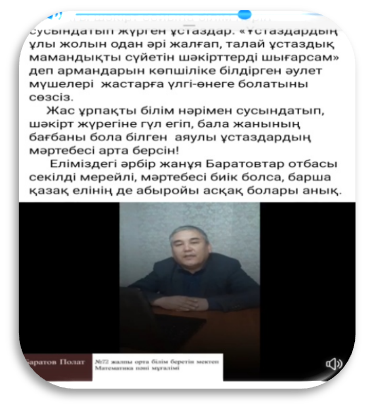 сусындатып жүрген ұстаздар. «Ұстаздардың
ұлы жолын одан әрі жалғап, талай ұстаздық
мамандықты сүйетін шәкірттерді шығарсам»
деп армандарын көпшіліке білдірген әулет
мүшелері жастарға үлгі-өнеге болатыны
сөзсіз.
Жас ұрпақты білім нәрімен сусындатып,
шәкірт жүрегіне гүл егіп, бала жанының
бағбаны бола білген аяулы ұстаздардың
мәртебесі арта берсін!
Еліміздегі әрбір жанұя Баратовтар отбасы
секілді мерейлі, мәртебесі биік болса, барша
қазақ елінің де абыройы асқақ болары анық.
Баратов Полат
№72 жалпы орта білім беретін мектеп
Математика пәні мұғалімі